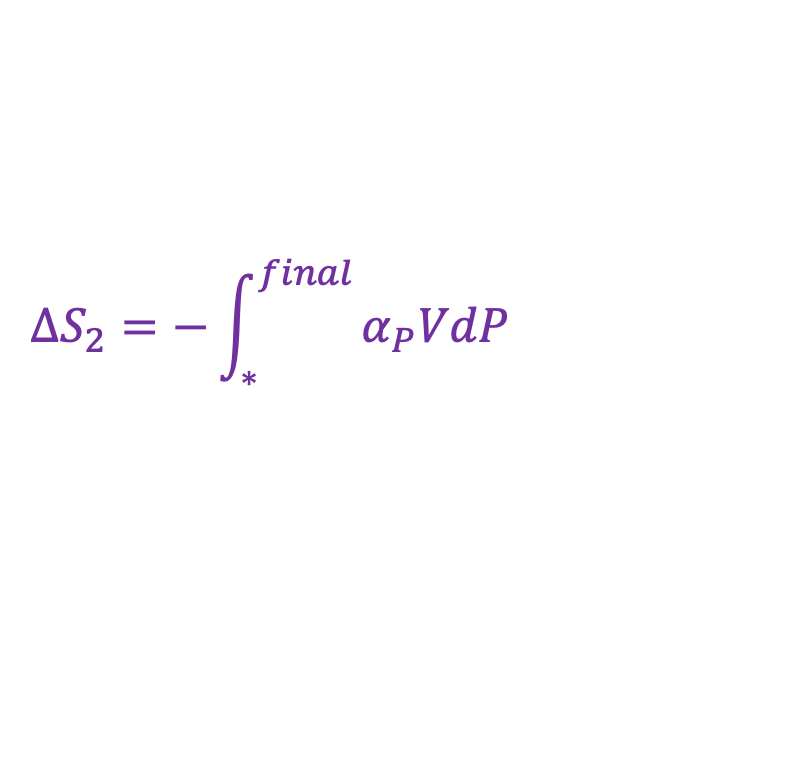 ΔS₂ = −∫_*^{final} α_P V dP